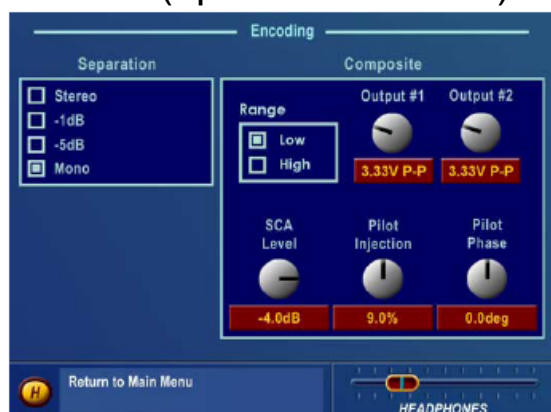 Encoding
Separation
Stereo
-1dB
-5dB
Mono
Composite
Range
Low
High
Output #1
Output #2
3.33V P-P
3.33V P-P
SCA
Level
Pilot
Injection
Pilot
Phase
-4.0dB
9.0%
0.0deg
H
Return to Main Menu
HEADPHONES